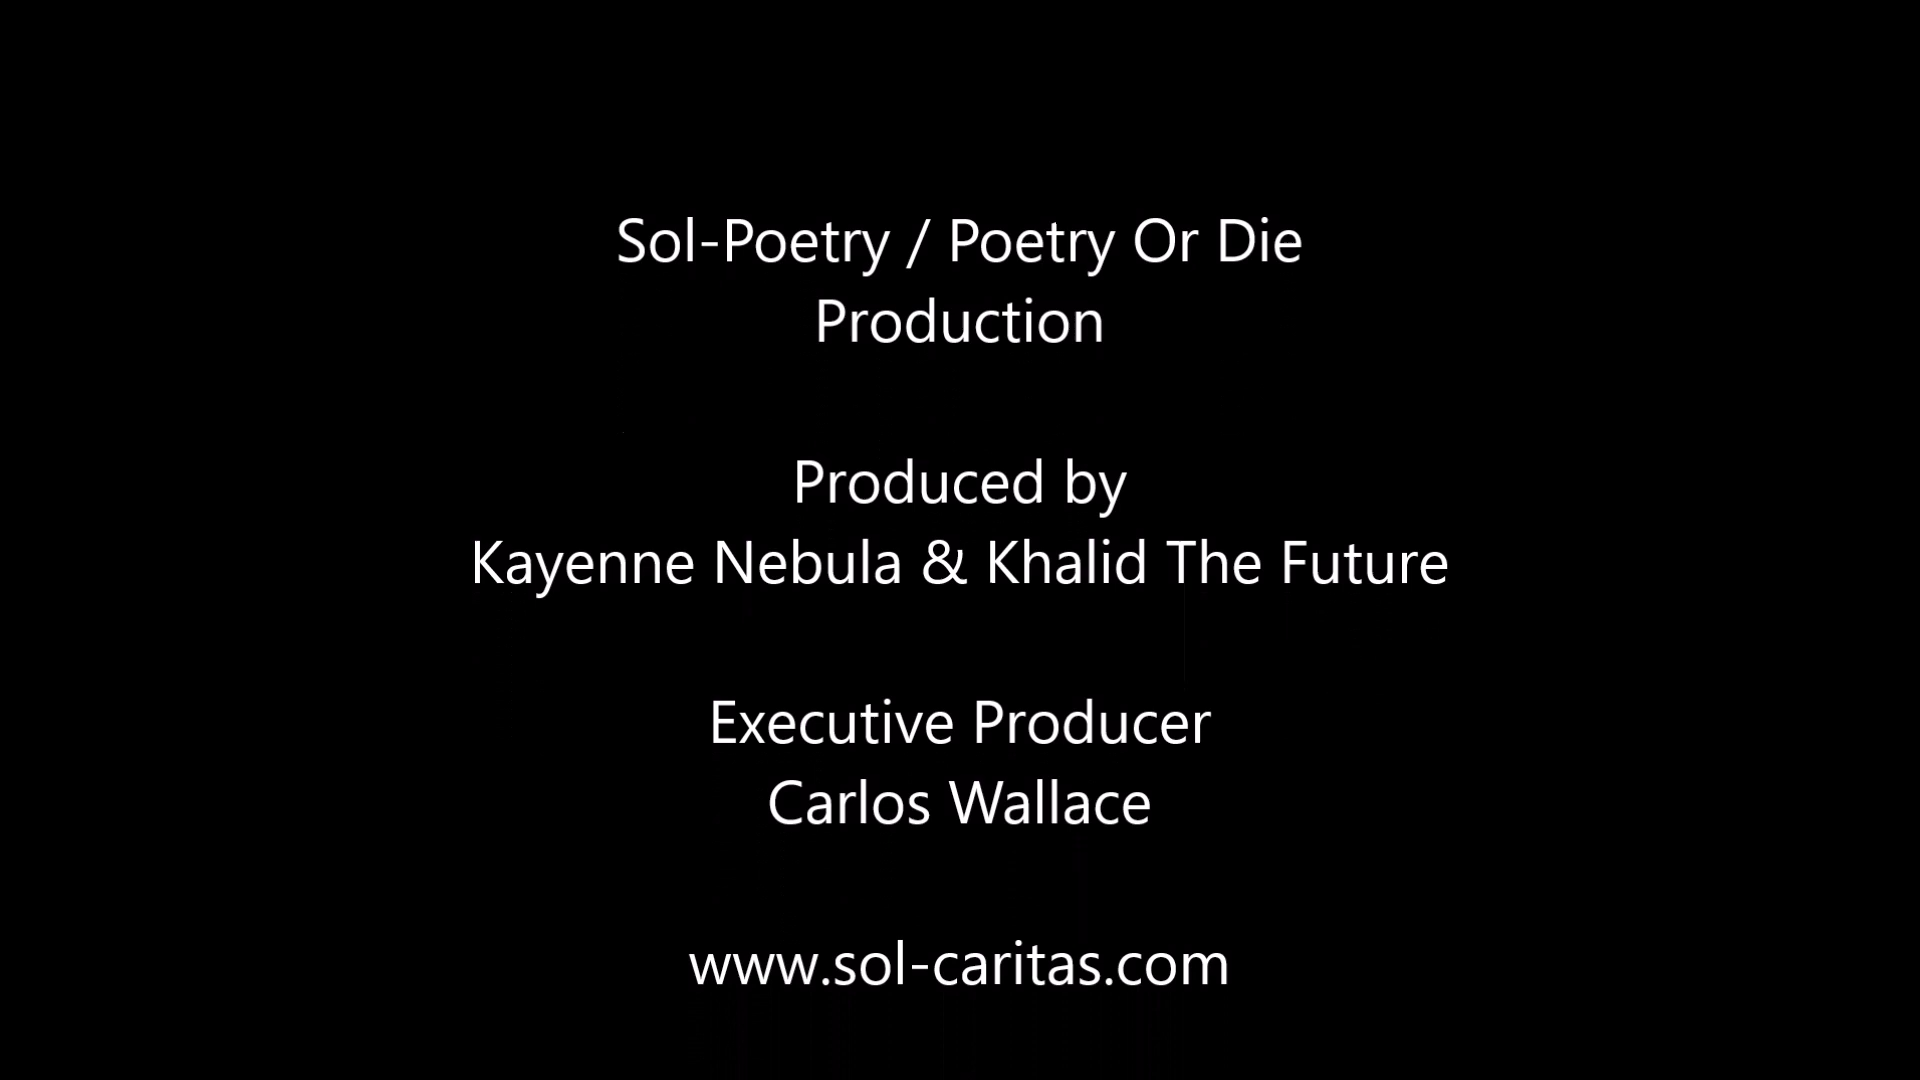 Sol-Poetry / Poetry Or Die
Production
Produced by
Kayenne Nebula & Khalid The Future
Executive Producer
Carlos Wallace
www.sol-caritas.com